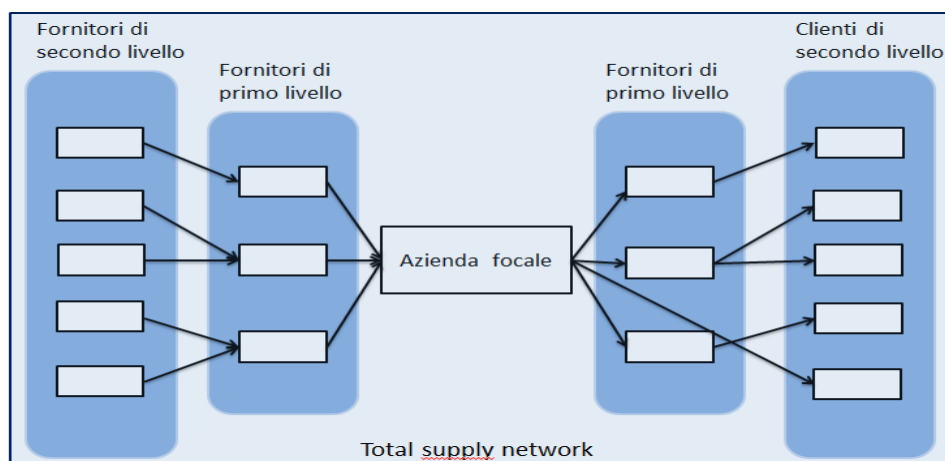 Fornitori di
secondo livello
Fornitori di
primo livello
Azienda focale
Fornitori di
primo livello
Clienti di
secondo livello
Total supply network